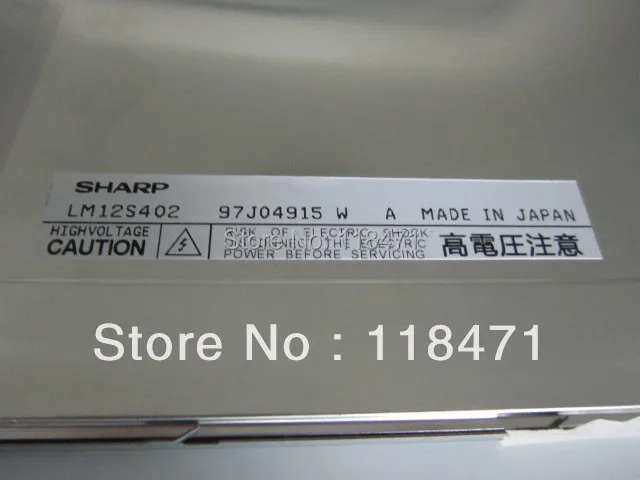 SHARP
LM12S402 97J04915 W A MADE IN JAPAN
HIGHVOLTAGE
CAUTION
RISK OF ELECTRIC SHOCK
THE ELECTRIC
POWER BEFORE SERVICING
高電圧注意
Store No : 118471